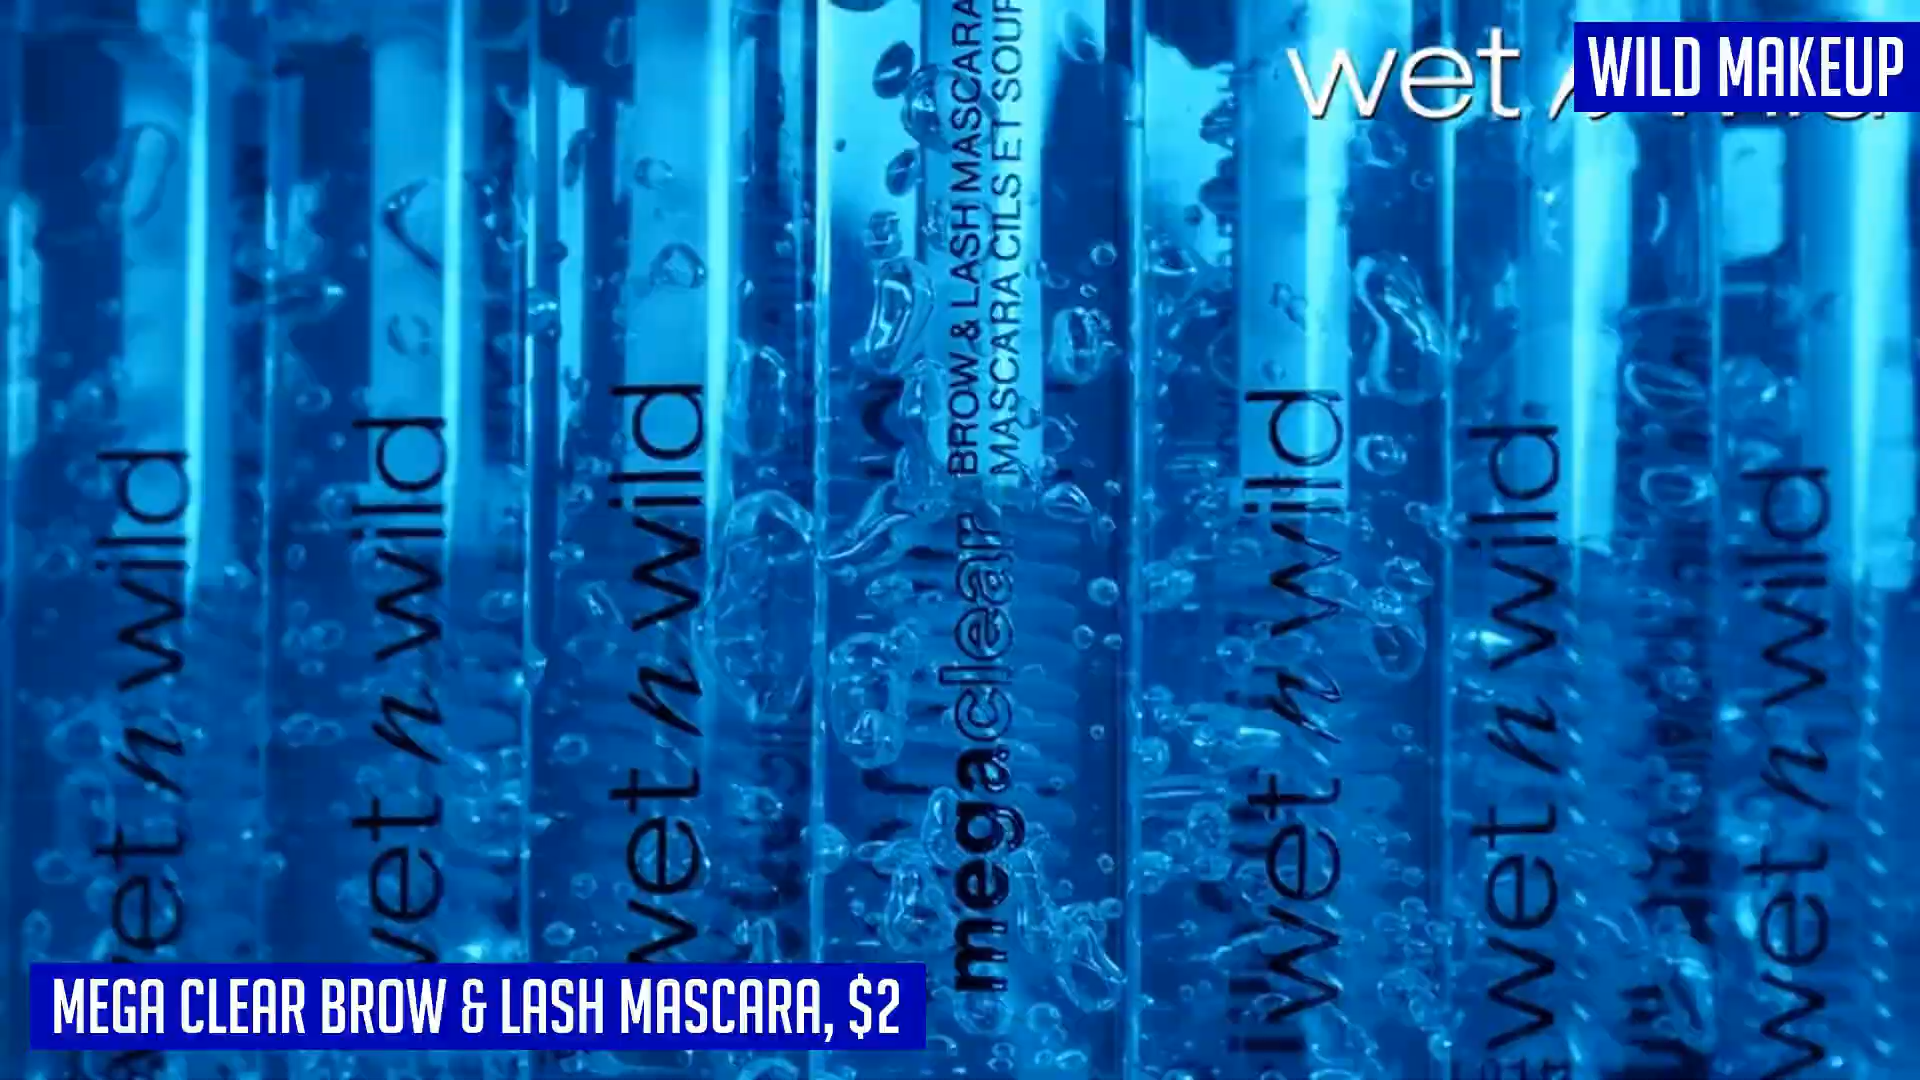 wet n wild
WILD MAKEUP
wet n wild
wet n wild
wet n wild
megaclear
BROW & LASH MASCARA
MASCARA CILS ET SOUR
wet n wild
wet n wild
wet n wild
MEGA CLEAR BROW & LASH MASCARA, $2